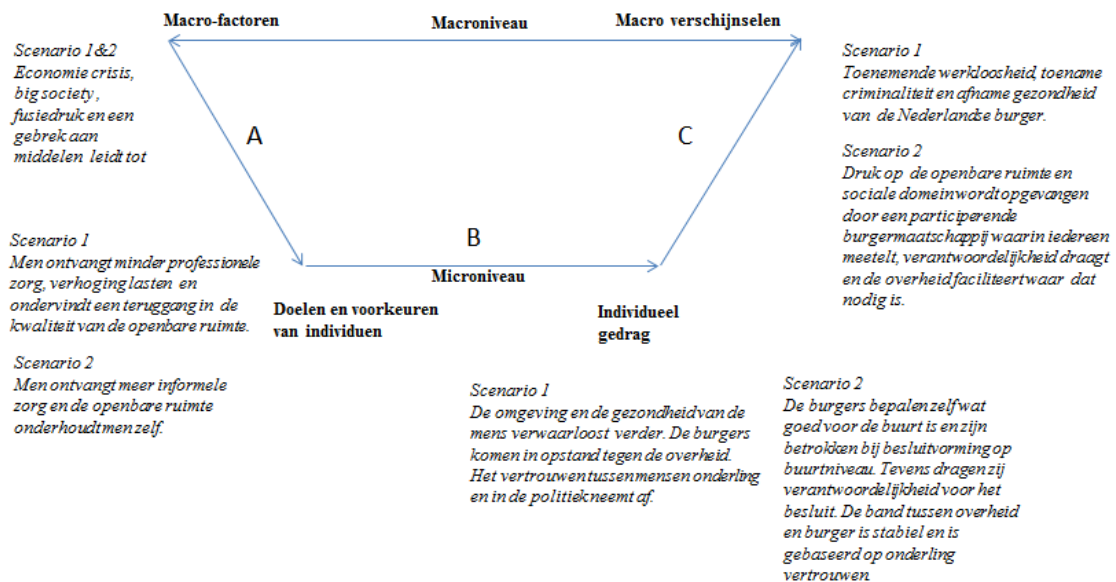 Macro-factoren
Macroniveau
Macro verschijnselen
Scenario 1&2
Economie crisis,
big society,
fusiedruk en een
gebrek aan
middelen leidt tot
A
C
Scenario 1
Toenemende werkloosheid, toename
criminaliteit en afname gezondheid
van de Nederlandse burger.
Scenario 2
Druk op de openbare ruimte en
sociale domein wordt opgevangen
door een participerende
burgermaatschappij waarin iedereen
meetelt, verantwoordelijkheid draagt
en de overheid faciliteert waar dat
nodig is.
B
Microniveau
Scenario 1
Men ontvangt minder professionele
zorg, verhoging lasten en
ondervindt een teruggang in de
kwaliteit van de openbare ruimte.
Scenario 2
Men ontvangt meer informele
zorg en de openbare ruimte
onderhoudt men zelf.
Doelen en voorkeuren
van individuen
Individueel
gedrag
Scenario 1
De omgeving en de gezondheid van de
mens verwaarloost verder. De burgers
komen in opstand tegen de overheid.
Het vertrouwen tussen mensen onderling
en in de politiek neemt af.
Scenario 2
De burgers bepalen zelf wat
goed voor de buurt is en zijn
betrokken bij besluitvorming op
buurtniveau. Tevens dragen zij
verantwoordelijkheid voor het
besluit. De band tussen overheid
en burger is stabiel en is
gebaseerd op onderling
vertrouwen